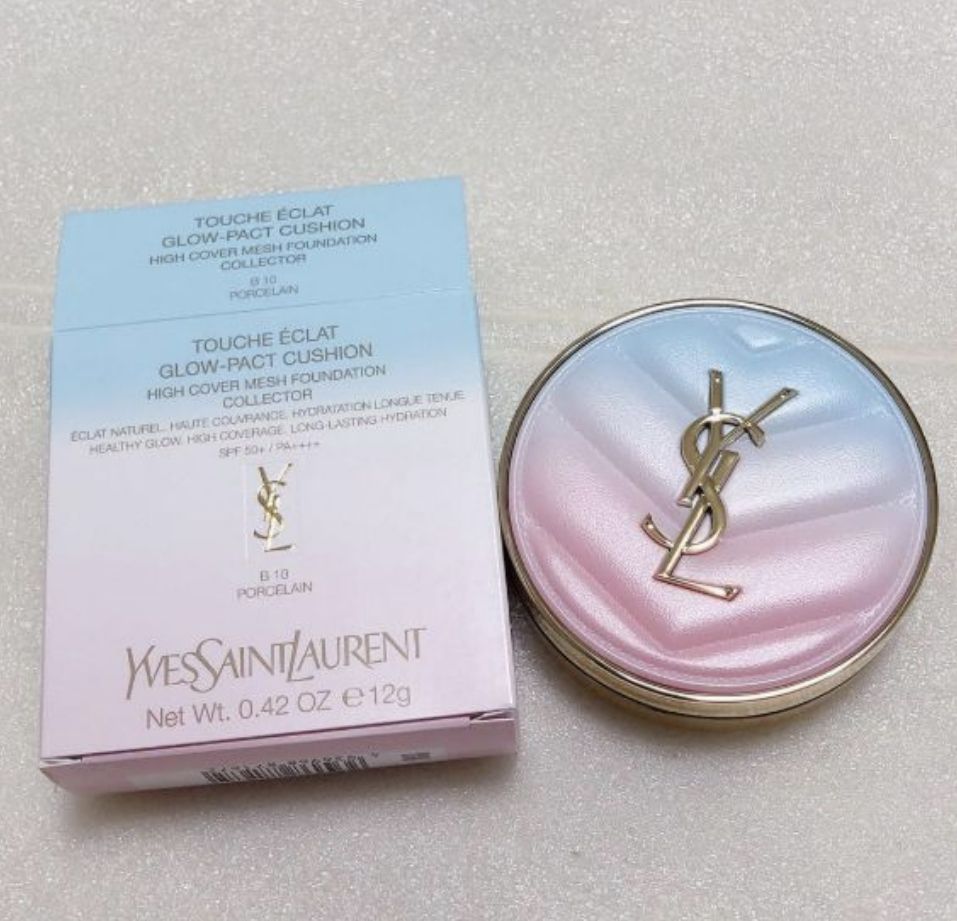 TOUCHE ÉCLAT
GLOW-PACT CUSHION
HIGH COVER MESH FOUNDATION
COLLECTOR
B 10
PORCELAIN
TOUCHE ÉCLAT
GLOW-PACT CUSHION
HIGH COVER MESH FOUNDATION
COLLECTOR
ÉCLAT NATUREL, HAUTE COUVRANCE, HYDRATATION LONGUE TENUE
HEALTHY GLOW, HIGH COVERAGE, LONG-LASTING HYDRATION
SPF 50+ / PA++++
YSL
B 10
PORCELAIN
YVESSAINTLAURENT
Net Wt. 0.42 OZ ℮ 12g
YSL